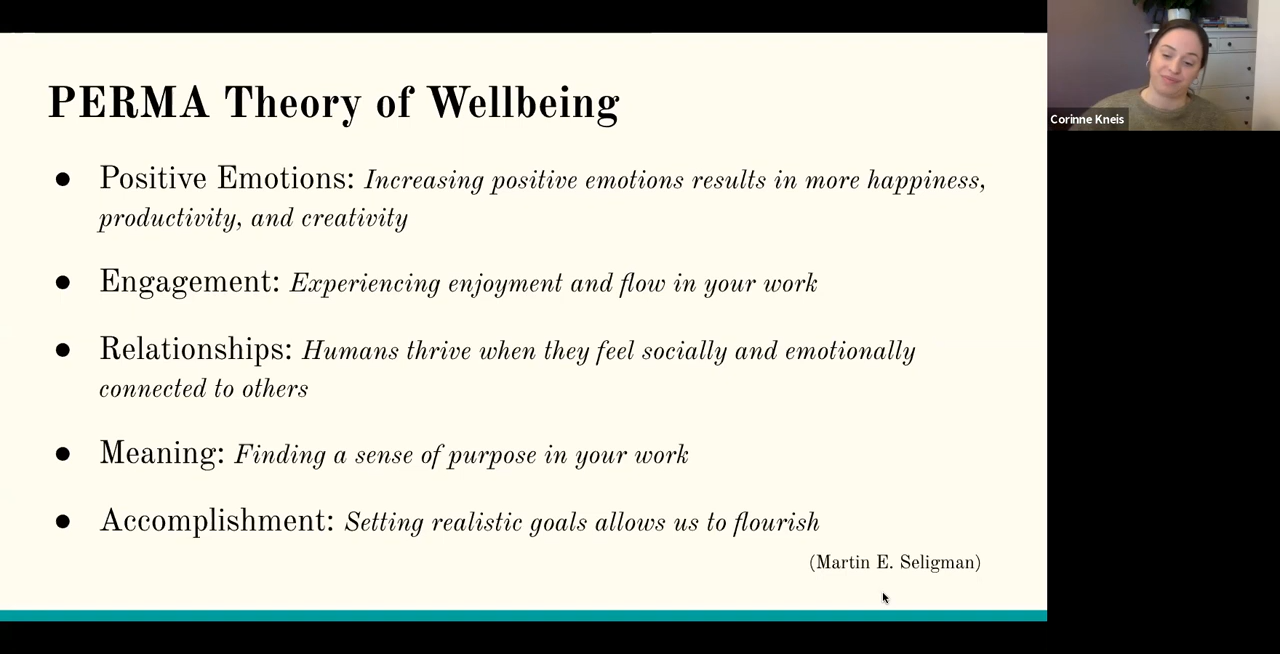 PERMA Theory of Wellbeing
● Positive Emotions: Increasing positive emotions results in more happiness,
productivity, and creativity
● Engagement: Experiencing enjoyment and flow in your work
● Relationships: Humans thrive when they feel socially and emotionally
connected to others
● Meaning: Finding a sense of purpose in your work
● Accomplishment: Setting realistic goals allows us to flourish
(Martin E. Seligman)
Corinne Kneis